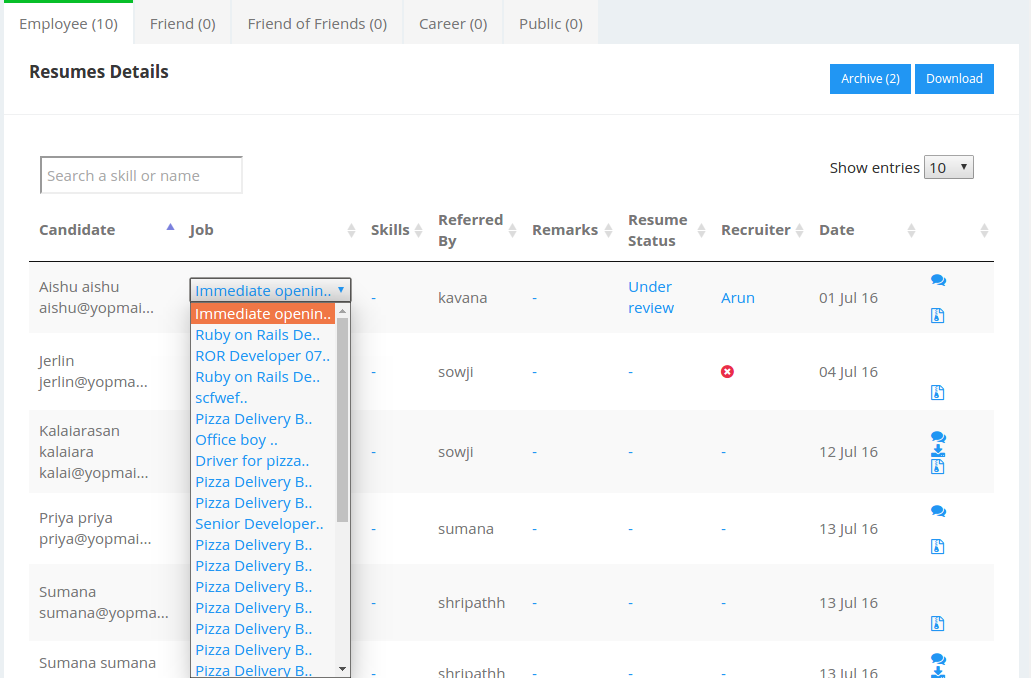 Employee (10) Friend (0) Friend of Friends (0) Career (0) Public (0)
Resumes Details
Archive (2) Download
Search a skill or name
Show entries 10
Candidate Job Skills Referred By Remarks Resume Status Recruiter Date
Aishu aishu
aishu@yopmai...
Immediate openin..
-
kavana
-
Under
review
Arun
01 Jul 16
Immediate openin..
Ruby on Rails De..
ROR Developer 07..
Ruby on Rails De..
scfwef..
Pizza Delivery B..
Office boy ..
Driver for pizza..
Pizza Delivery B..
Pizza Delivery B..
Senior Developer..
Pizza Delivery B..
Pizza Delivery B..
Pizza Delivery B..
Pizza Delivery B..
Pizza Delivery B..
Pizza Delivery B..
Pizza Delivery B..
Jerlin
jerlin@yopma...
- sowji - - 04 Jul 16
Kalaiarasan
kalaiara
kalai@yopmai...
- sowji - - - 12 Jul 16
Priya priya
priya@yopmai...
- sumana - - - 13 Jul 16
Sumana
sumana@yopma...
- shripathh - - - 13 Jul 16
Sumana sumana
- shripathh - - - 13 Jul 16